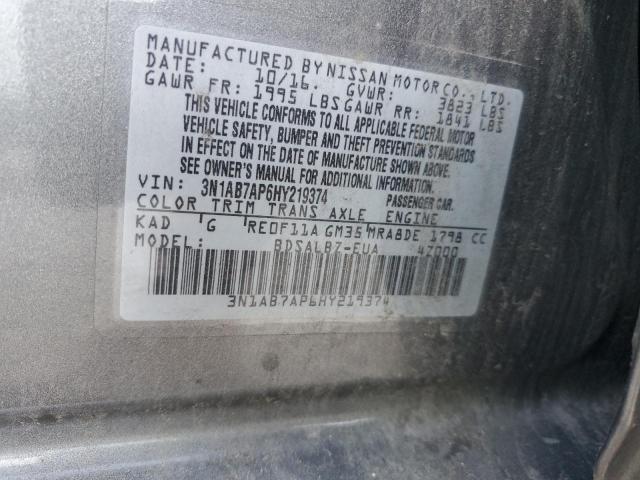 MANUFACTURED BY NISSAN MOTOR CO., LTD.
DATE: 10/16. GVWR: 3823 LBS
GAWR FR: 1995 LBS GAWR RR: 1841 LBS
THIS VEHICLE CONFORMS TO ALL APPLICABLE FEDERAL MOTOR
VEHICLE SAFETY, BUMPER AND THEFT PREVENTION STANDARDS
IN EFFECT ON THE DATE OF MANUFACTURE SHOWN ABOVE.
SEE OWNER'S MANUAL FOR ADDITIONAL INFORMATION.
VIN: 3N1AB7AP6HY219374 PASSENGER CAR.
COLOR TRIM TRANS AXLE ENGINE
KAD G RE0F11A GM35 MRA8DE 1798 CC
MODEL: BDSALBZ-EUA 4Z000
3N1AB7AP6HY219374